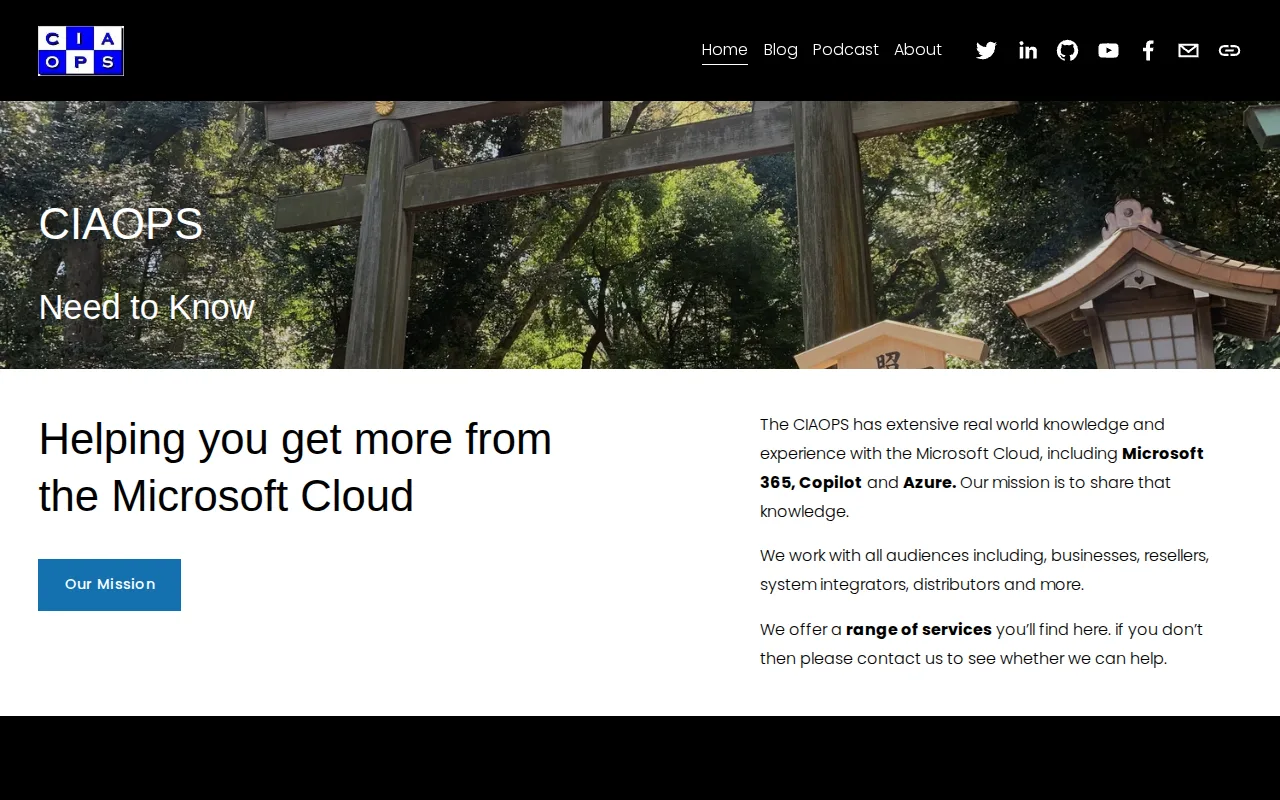 C I A
O P S
Home Blog Podcast About
CIAOPS
Need to Know
照
Helping you get more from
the Microsoft Cloud
Our Mission
The CIAOPS has extensive real world knowledge and
experience with the Microsoft Cloud, including Microsoft
365, Copilot and Azure. Our mission is to share that
knowledge.
We work with all audiences including, businesses, resellers,
system integrators, distributors and more.
We offer a range of services you’ll find here. if you don’t
then please contact us to see whether we can help.